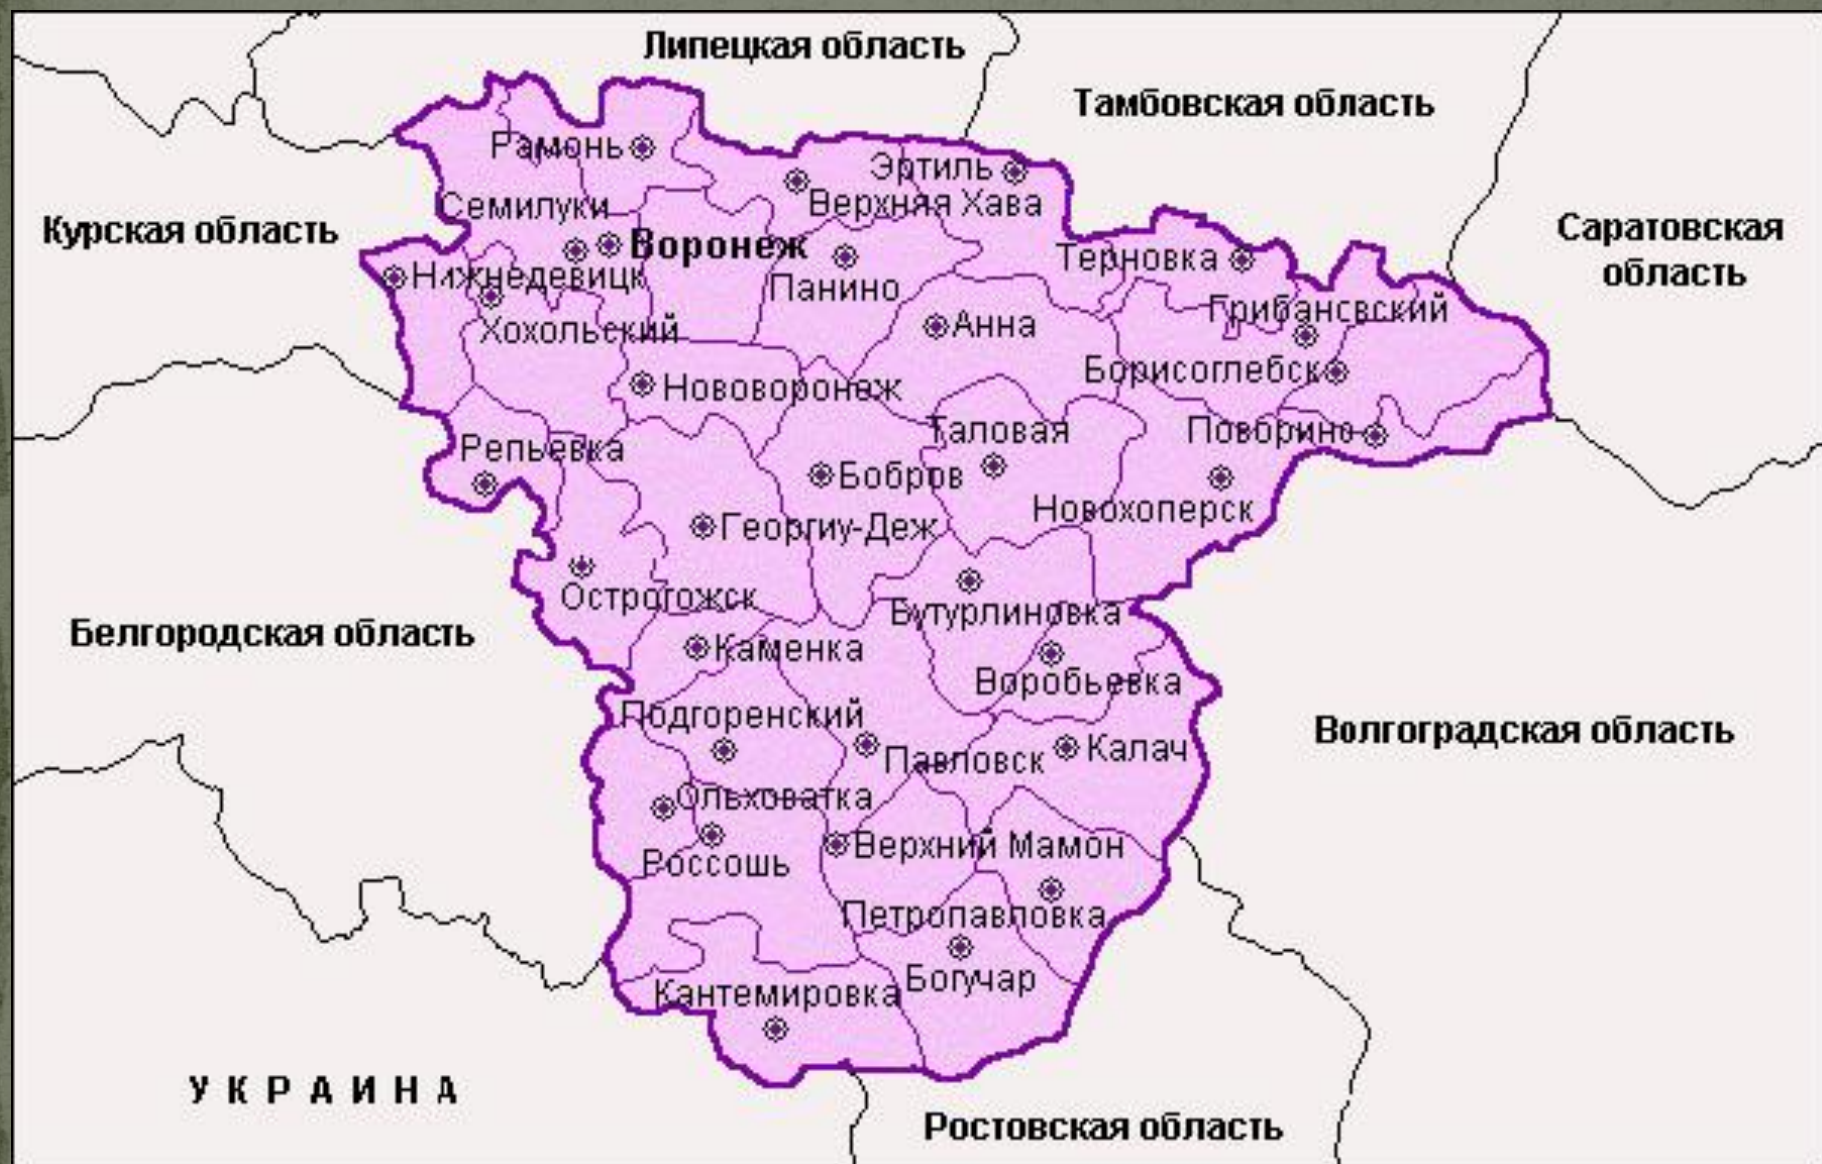 Липецкая область
Тамбовская область
Рамонь
Эртиль
Верхняя Хава
Семилуки
Курская область
Саратовская
область
Воронеж
Терновка
Нижнедевицк
Панино
Грибановский
Хохольский
Анна
Борисоглебск
Нововоронеж
Таловая
Поворино
Репьевка
Бобров
Новохоперск
Георгиу-Деж
Острогожск
Бутурлиновка
Белгородская область
Каменка
Воробьевка
Подгоренский
Волгоградская область
Павловск
Калач
Ольховатка
Верхний Мамон
Россошь
Петропавловка
Богучар
Кантемировка
УКРАИНА
Ростовская область